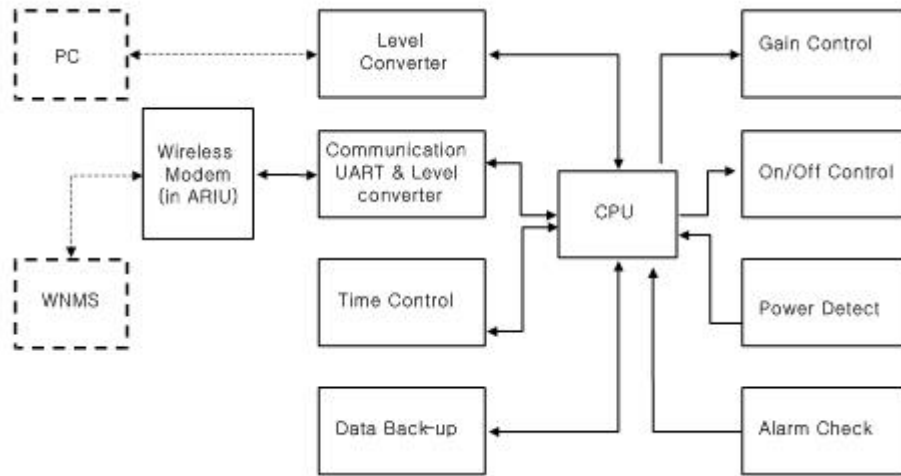 PC
Level
Converter
Gain Control
Wireless
Modem
(in ARIU)
Communication
UART & Level
converter
On/Off Control
CPU
WNMS
Time Control
Power Detect
Data Back-up
Alarm Check